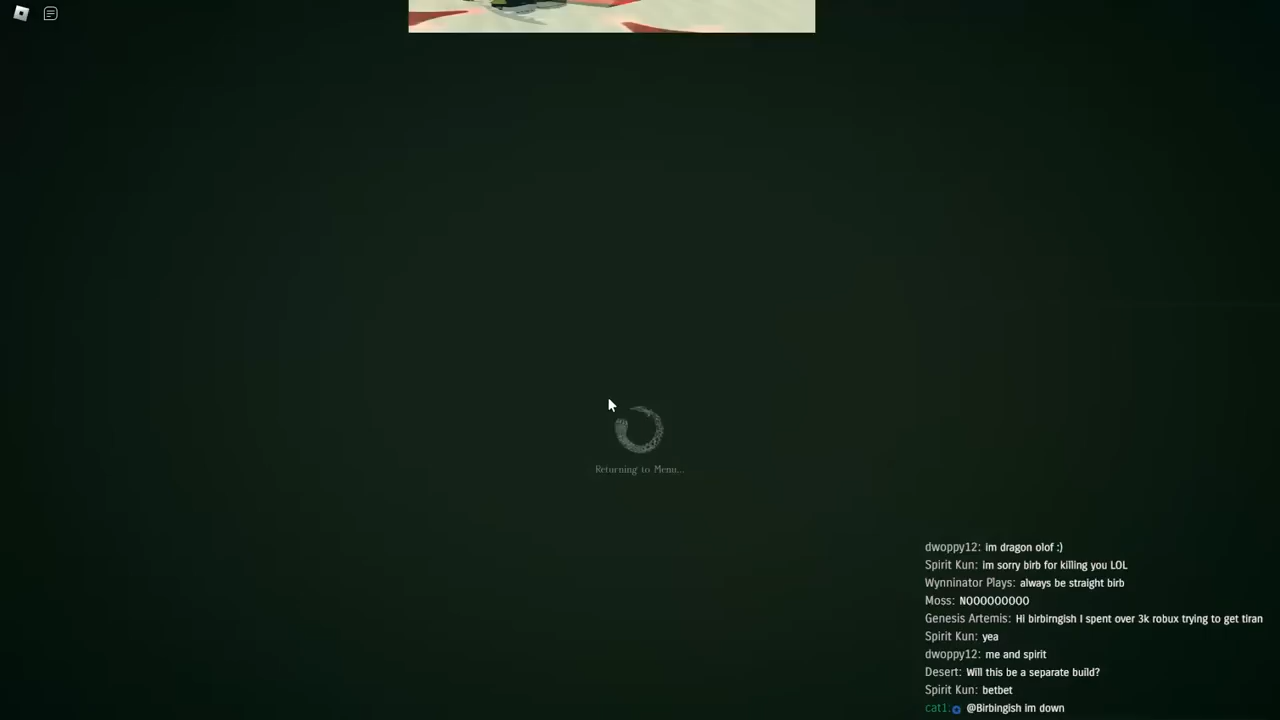 Returning to Menu...
dwoppy12: im dragon olof :)
Spirit Kun: im sorry birb for killing you LOL
Wynninator Plays: always be straight birb
Moss: NOOOOOOOOO
Genesis Artemis: Hi birbirngish I spent over 3k robux trying to get tiran
Spirit Kun: yea
dwoppy12: me and spirit
Desert: Will this be a separate build?
Spirit Kun: betbet
cat1: @Birbingish im down